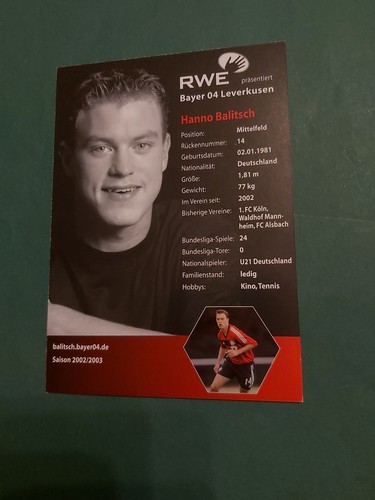 RWE
präsentiert
Bayer 04 Leverkusen
Hanno Balitsch
Position: Mittelfeld
Rückennummer: 14
Geburtsdatum: 02.01.1981
Nationalität: Deutschland
Größe: 1,81 m
Gewicht: 77 kg
Im Verein seit: 2002
Bisherige Vereine: 1. FC Köln,
Waldhof Mann-
heim, FC Alsbach
Bundesliga-Spiele: 24
Bundesliga-Tore: 0
Nationalspieler: U21 Deutschland
Familienstand: ledig
Hobbys: Kino, Tennis
balitsch.bayer04.de
Saison 2002/2003
14